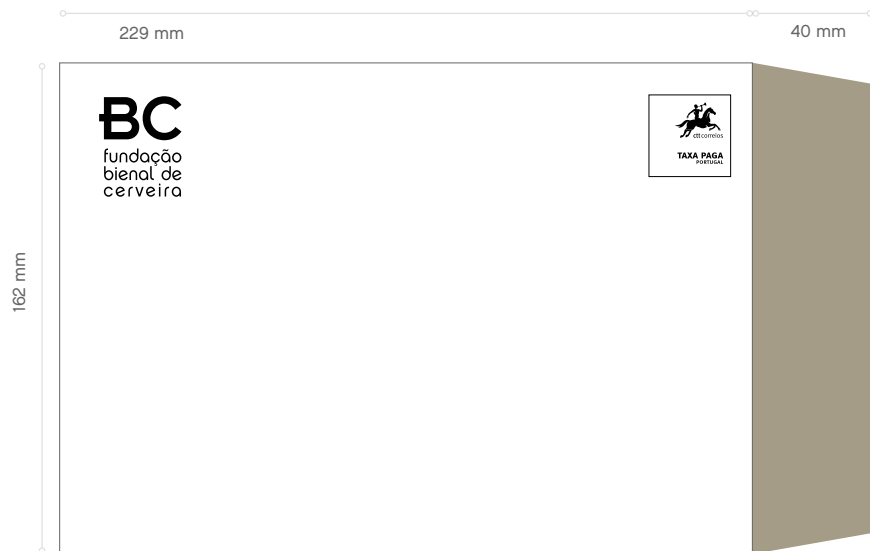 229 mm
40 mm
BC
fundação
bienal de
cerveira
ctt correios
TAXA PAGA
PORTUGAL
162 mm